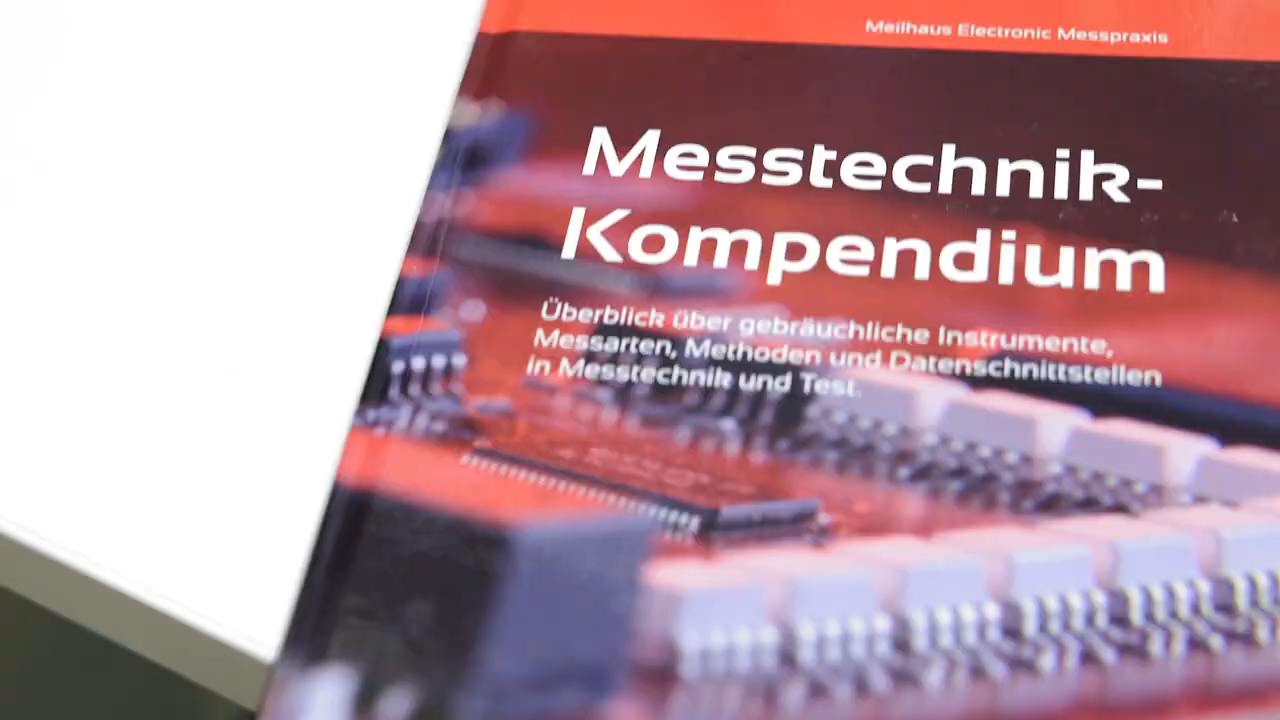 Meilhaus Electronic Messpraxis
Messtechnik-
Kompendium
Überblick über gebräuchliche Instrumente,
Messarten, Methoden und Datenschnittstellen
in Messtechnik und Test.